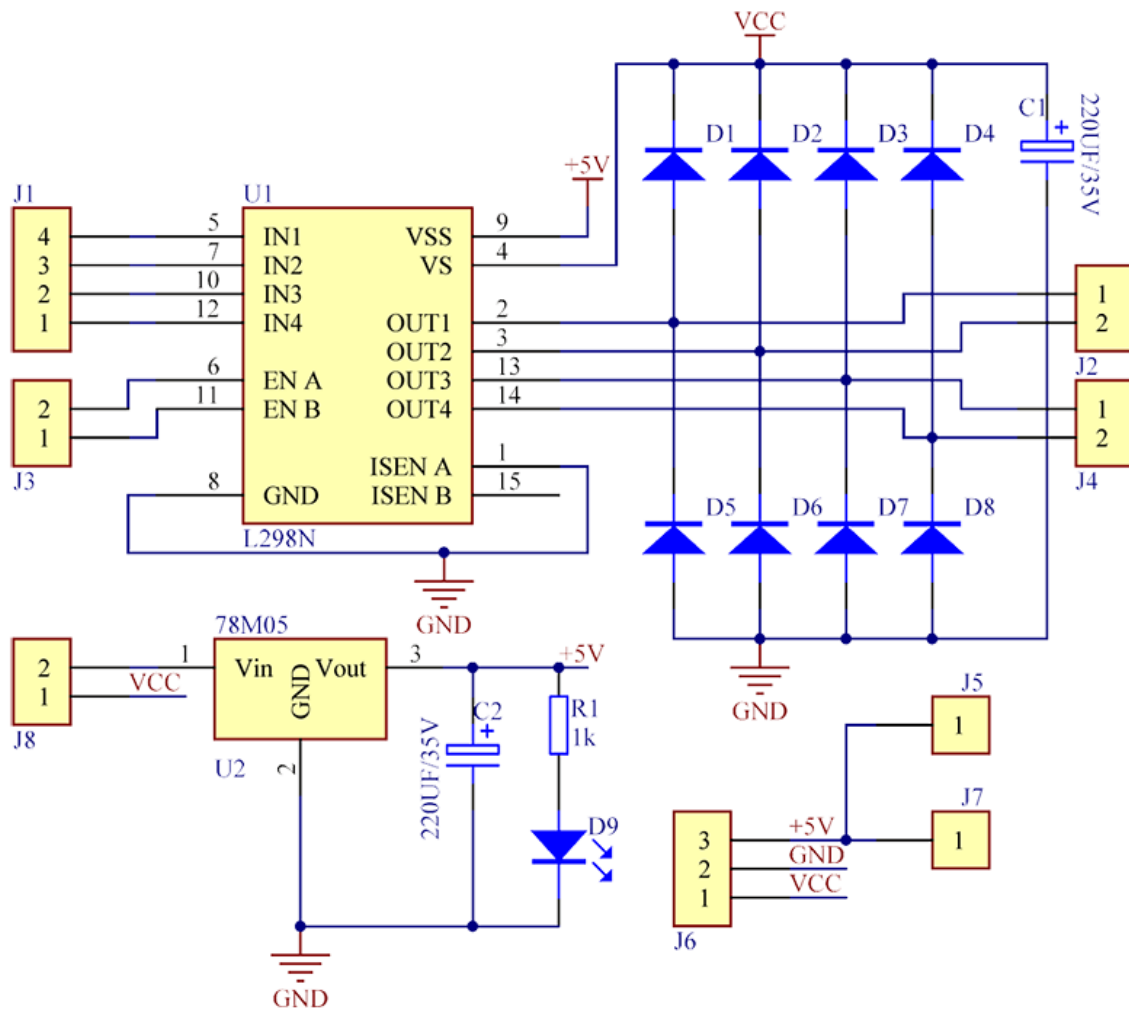 VCC
C1
220UF/35V
D1
D2
D3
D4
+5V
J1
4
3
2
1
U1
5
7
10
12
6
11
8
IN1
IN2
IN3
IN4
EN A
EN B
GND
VSS
VS
OUT1
OUT2
OUT3
OUT4
ISEN A
ISEN B
9
4
2
3
13
14
1
15
L298N
GND
2
1
J3
1
2
J2
1
2
J4
D5
D6
D7
D8
GND
78M05
2
1
J8
VCC
1
Vin
GND
Vout
3
2
U2
+5V
C2
220UF/35V
R1
1k
D9
GND
J5
1
J7
1
3
2
1
J6
+5V
GND
VCC